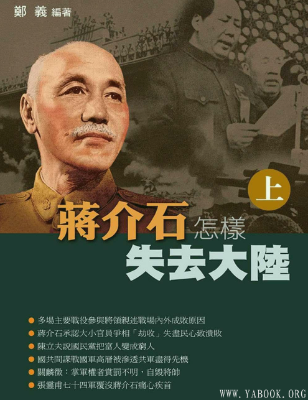 鄭義 編著
上
蔣介石怎樣
失去大陸
多場主要戰役參與將領親述戰場內外成敗原因
蔣介石承認大小官員爭相「劫收」失盡民心致潰敗
陳立夫說國民黨把富人變成窮人
國共間諜戰國軍高層被滲透共軍盡得先機
闞麟徵：掌軍權者賞罰不明，自毀將帥
張靈甫七十四軍覆沒蔣介石痛心疾首
WWW.YABOOK.ORG